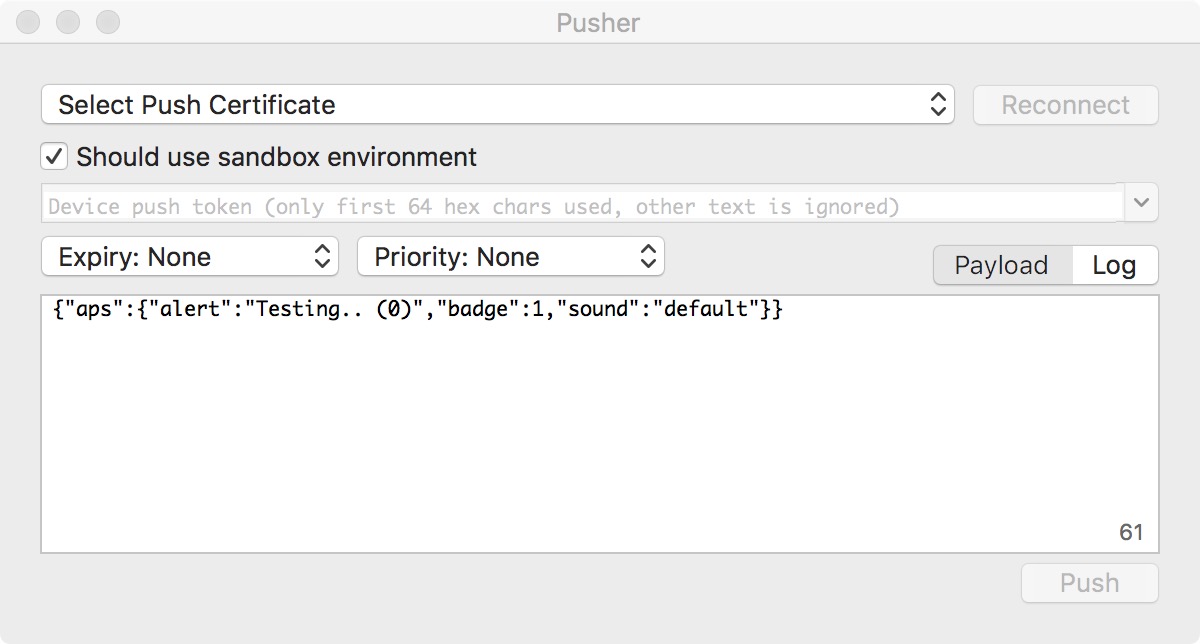 Pusher
Select Push Certificate
Reconnect
Should use sandbox environment
Device push token (only first 64 hex chars used, other text is ignored)
Expiry: None
Priority: None
Payload
Log
{"aps":{"alert":"Testing.. (0)","badge":1,"sound":"default"}}
61
Push